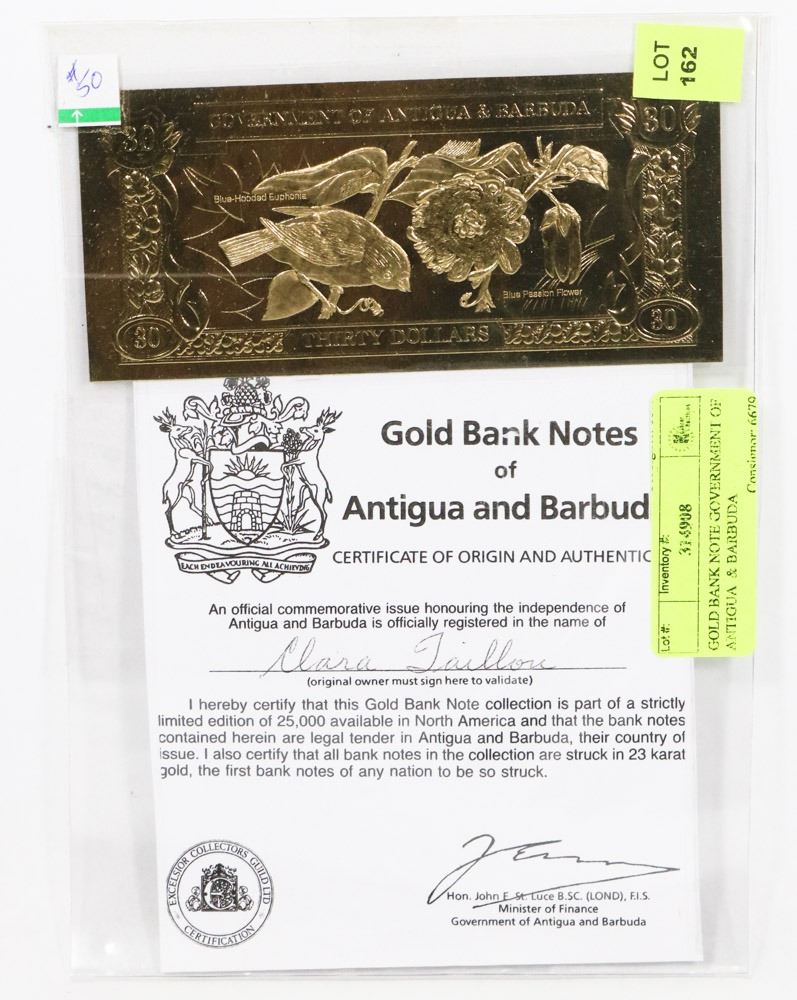 $50
LOT
162
30
GOVERNMENT OF ANTIGUA & BARBUDA
30
Blue-Hooded Euphonia
Blue Passion Flower
30
THIRTY DOLLARS
30
Gold Bank Notes
of
Antigua and Barbud
CERTIFICATE OF ORIGIN AND AUTHENTIC
EACH ENDEAVOURING ALL ACHIEVING
An official commemorative issue honouring the independence of
Antigua and Barbuda is officially registered in the name of
Clara Taillon
(original owner must sign here to validate)
I hereby certify that this Gold Bank Note collection is part of a strictly
limited edition of 25,000 available in North America and that the bank notes
contained herein are legal tender in Antigua and Barbuda, their country of
issue. I also certify that all bank notes in the collection are struck in 23 karat
gold, the first bank notes of any nation to be so struck.
EXCELSIOR COLLECTORS GUILD LTD
CERTIFICATION
Hon. John E. St. Luce B.SC. (LOND), F.I.S.
Minister of Finance
Government of Antigua and Barbuda
Lot #:
Inventory #:
314908
GOLD BANK NOTE GOVERNMENT OF
ANTIGUA & BARBUDA
Consignor: 6679